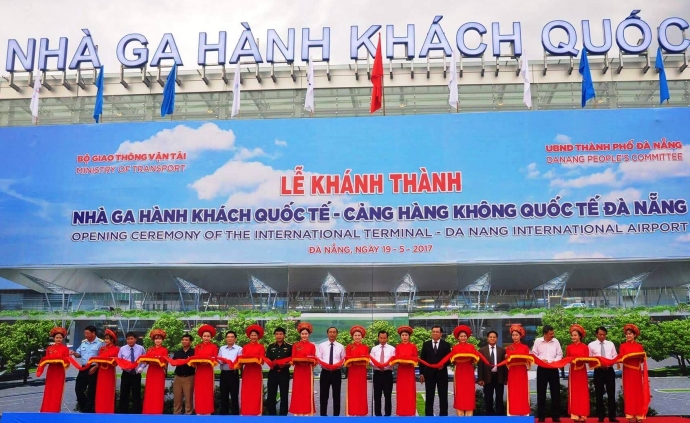 NHÀ GA HÀNH KHÁCH QUỐC
BỘ GIAO THÔNG VẬN TẢI
MINISTRY OF TRANSPORT
UBND THÀNH PHỐ ĐÀ NẴNG
DANANG PEOPLE'S COMMITTEE
LỄ KHÁNH THÀNH
NHÀ GA HÀNH KHÁCH QUỐC TẾ - CẢNG HÀNG KHÔNG QUỐC TẾ ĐÀ NẴNG
OPENING CEREMONY OF THE INTERNATIONAL TERMINAL - DA NANG INTERNATIONAL AIRPORT
ĐÀ NẴNG, NGÀY 19 - 5 - 2017